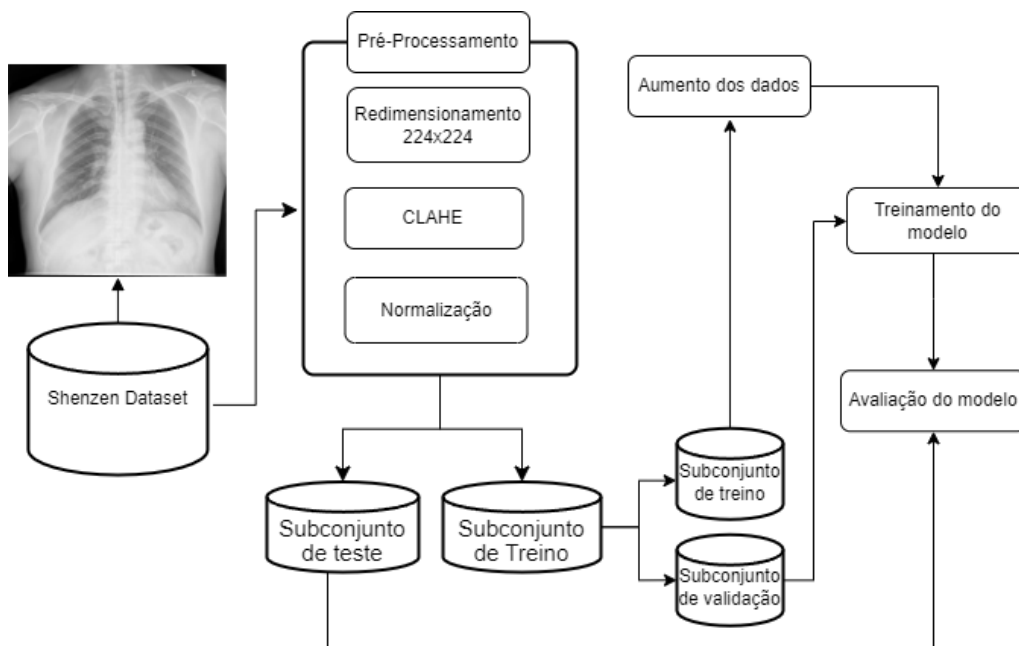 Pré-Processamento
Redimensionamento
224x224
CLAHE
Normalização
Shenzen Dataset
Subconjunto
de teste
Subconjunto
de Treino
Subconjunto
de treino
Subconjunto
de validação
Aumento dos dados
Treinamento do
modelo
Avaliação do modelo